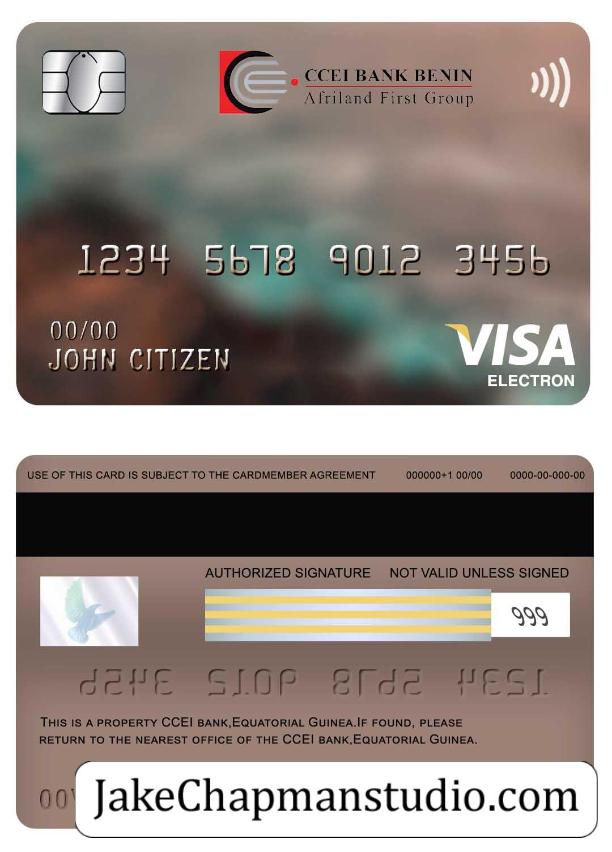 CCEI BANK BENIN
Afriland First Group
1234 5678 9012 3456
00/00
JOHN CITIZEN
VISA
ELECTRON
USE OF THIS CARD IS SUBJECT TO THE CARDMEMBER AGREEMENT 000000+1 00/00 0000-00-000-00
AUTHORIZED SIGNATURE NOT VALID UNLESS SIGNED
999
1234 5678 9012 3456
THIS IS A PROPERTY CCEI BANK,EQUATORIAL GUINEA.IF FOUND, PLEASE
RETURN TO THE NEAREST OFFICE OF THE CCEI BANK,EQUATORIAL GUINEA.
JakeChapmanstudio.com